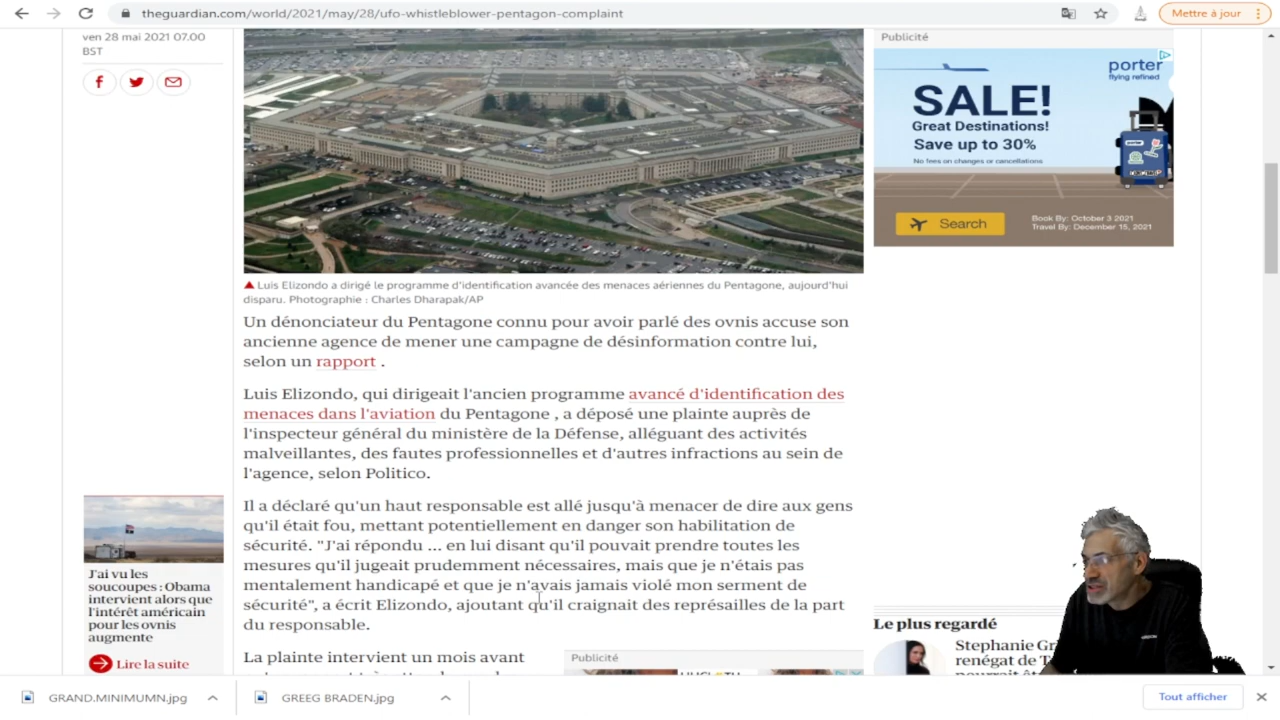 theguardian.com/world/2021/may/28/ufo-whistleblower-pentagon-complaint
Mettre à jour
ven 28 mai 2021 07.00
BST
Publicité
porter
flying refined
SALE!
Great Destinations!
Save up to 30%
No fees on changes or cancellations
Search
Book By: October 3 2021
Travel By: December 15, 2021
Luis Elizondo a dirigé le programme d'identification avancée des menaces aériennes du Pentagone, aujourd'hui
disparu. Photographie : Charles Dharapak/AP
Un dénonciateur du Pentagone connu pour avoir parlé des ovnis accuse son
ancienne agence de mener une campagne de désinformation contre lui,
selon un rapport .
Luis Elizondo, qui dirigeait l'ancien programme avancé d'identification des
menaces dans l'aviation du Pentagone , a déposé une plainte auprès de
l'inspecteur général du ministère de la Défense, alléguant des activités
malveillantes, des fautes professionnelles et d'autres infractions au sein de
l'agence, selon Politico.
Il a déclaré qu'un haut responsable est allé jusqu'à menacer de dire aux gens
qu'il était fou, mettant potentiellement en danger son habilitation de
sécurité. "J'ai répondu ... en lui disant qu'il pouvait prendre toutes les
mesures qu'il jugeait prudemment nécessaires, mais que je n'étais pas
mentalement handicapé et que je n'avais jamais violé mon serment de
sécurité", a écrit Elizondo, ajoutant qu'il craignait des représailles de la part
du responsable.
La plainte intervient un mois avant
Publicité
J'ai vu les
soucoupes : Obama
intervient alors que
l'intérêt américain
pour les ovnis
augmente
Lire la suite
Le plus regardé
Stephanie
renégat de
GRAND.MINIMUMN.jpg
GREEG BRADEN.jpg
Tout afficher